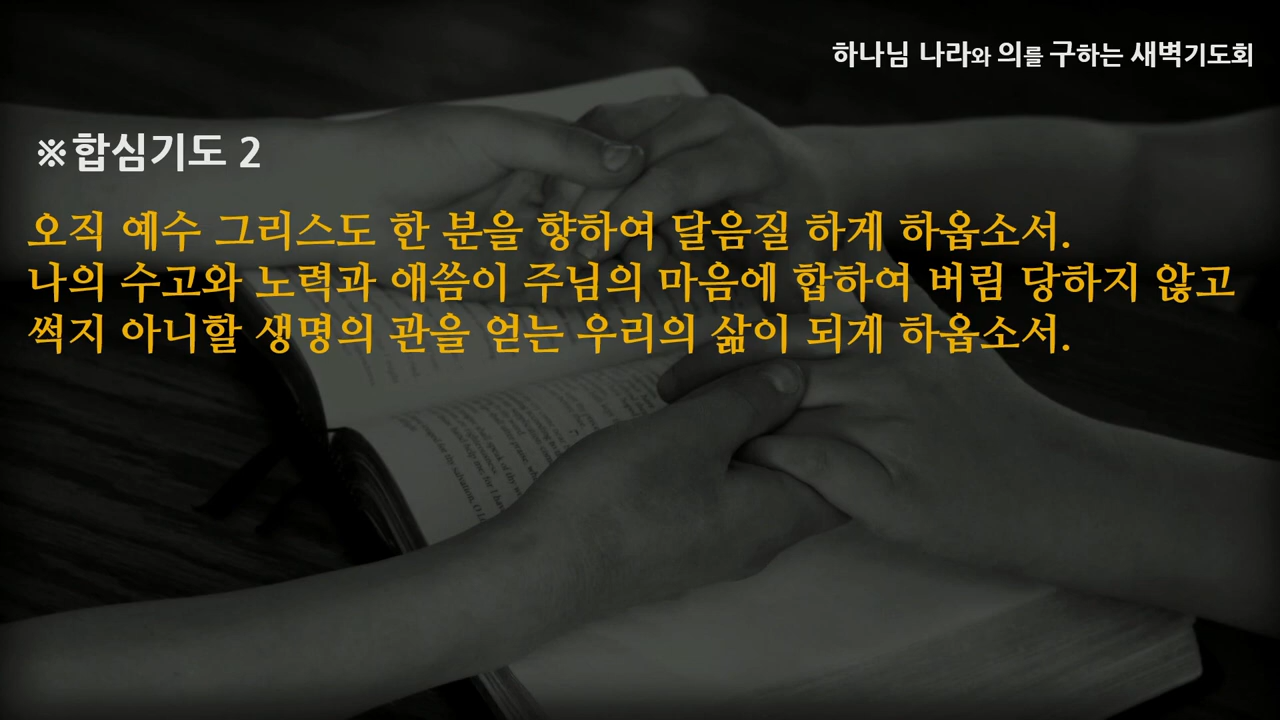 하나님 나라와 의를 구하는 새벽기도회
※합심기도 2
오직 예수 그리스도 한 분을 향하여 달음질 하게 하옵소서.
나의 수고와 노력과 애씀이 주님의 마음에 합하여 버림 당하지 않고
썩지 아니할 생명의 관을 얻는 우리의 삶이 되게 하옵소서.